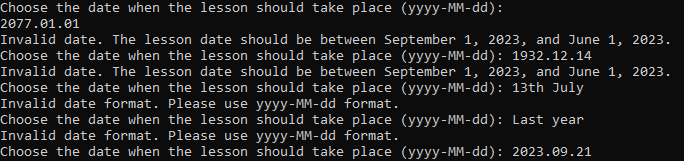 Choose the date when the lesson should take place (yyyy-MM-dd):
2077.01.01
Invalid date. The lesson date should be between September 1, 2023, and June 1, 2023.
Choose the date when the lesson should take place (yyyy-MM-dd): 1932.12.14
Invalid date. The lesson date should be between September 1, 2023, and June 1, 2023.
Choose the date when the lesson should take place (yyyy-MM-dd): 13th July
Invalid date format. Please use yyyy-MM-dd format.
Choose the date when the lesson should take place (yyyy-MM-dd): Last year
Invalid date format. Please use yyyy-MM-dd format.
Choose the date when the lesson should take place (yyyy-MM-dd): 2023.09.21